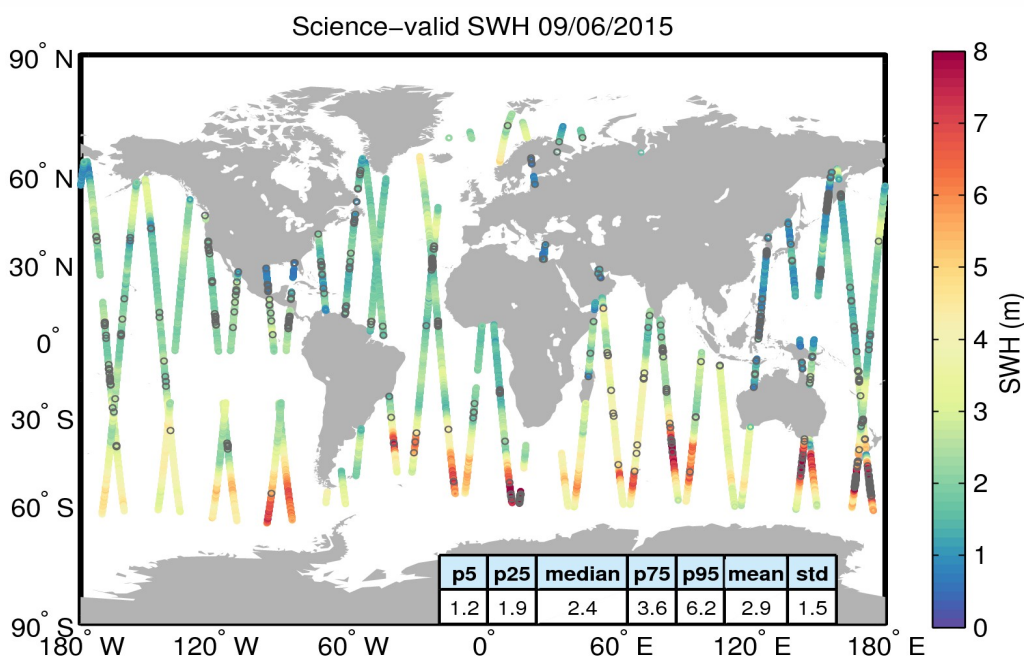 Science−valid SWH 09/06/2015
90° N
60° N
30° N
0°
30° S
60° S
90° S
180° W
120° W
60° W
0°
60° E
120° E
180° E
p5 p25 median p75 p95 mean std
1.2 1.9 2.4 3.6 6.2 2.9 1.5
8
7
6
5
4
3
2
1
0
SWH (m)